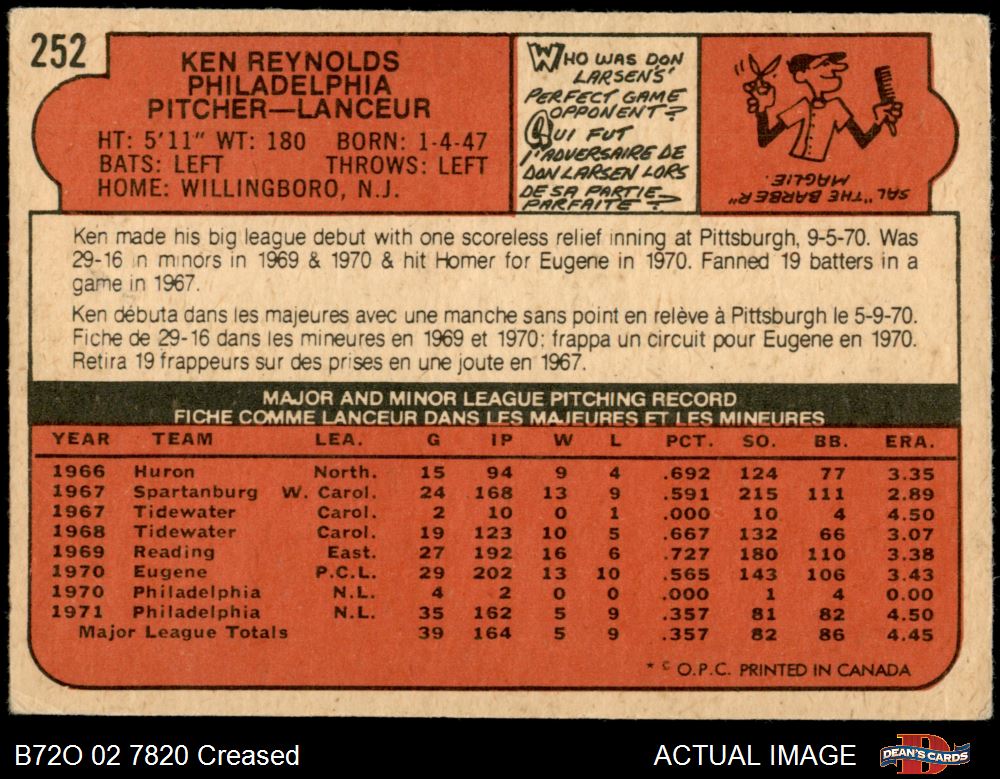 252
KEN REYNOLDS
PHILADELPHIA
PITCHER—LANCEUR
HT: 5'11" WT: 180 BORN: 1-4-47
BATS: LEFT THROWS: LEFT
HOME: WILLINGBORO, N.J.
WHO WAS DON
LARSEN'S'
PERFECT GAME
OPPONENT?
QUI FUT
l'ADVERSAIRE DE
DON LARSEN LORS
DE SA PARTIE
PARFAITE?
SAL "THE BARBER"
MAGLIE.
Ken made his big league debut with one scoreless relief inning at Pittsburgh, 9-5-70. Was
29-16 in minors in 1969 & 1970 & hit Homer for Eugene in 1970. Fanned 19 batters in a
game in 1967.
Ken débuta dans les majeures avec une manche sans point en relève à Pittsburgh le 5-9-70.
Fiche de 29-16 dans les mineures en 1969 et 1970; frappa un circuit pour Eugene en 1970.
Retira 19 frappeurs sur des prises en une joute en 1967.
MAJOR AND MINOR LEAGUE PITCHING RECORD
FICHE COMME LANCEUR DANS LES MAJEURES ET LES MINEURES
YEAR TEAM LEA. G IP W L PCT. SO. BB. ERA.
1966 Huron North. 15 94 9 4 .692 124 77 3.35
1967 Spartanburg W. Carol. 24 168 13 9 .591 215 111 2.89
1967 Tidewater Carol. 2 10 0 1 .000 10 4 4.50
1968 Tidewater Carol. 19 123 10 5 .667 132 66 3.07
1969 Reading East. 27 192 16 6 .727 180 110 3.38
1970 Eugene P.C.L. 29 202 13 10 .565 143 106 3.43
1970 Philadelphia N.L. 4 2 0 0 .000 1 4 0.00
1971 Philadelphia N.L. 35 162 5 9 .357 81 82 4.50
Major League Totals 39 164 5 9 .357 82 86 4.45
* © O.P.C. PRINTED IN CANADA
B72O 02 7820 Creased
ACTUAL IMAGE
DEAN'S CARDS